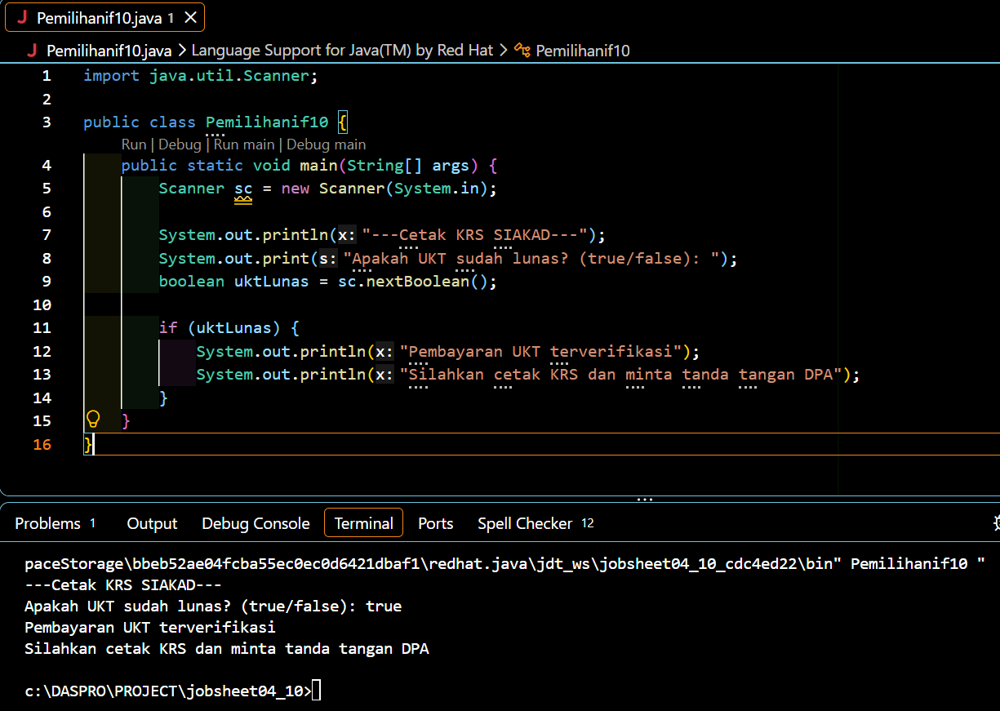 J Pemilihanif10.java 1 ×
J Pemilihanif10.java > Language Support for Java(TM) by Red Hat > Pemilihanif10
1 import java.util.Scanner;
2
3 public class Pemilihanif10 {
Run | Debug | Run main | Debug main
4 public static void main(String[] args) {
5 Scanner sc = new Scanner(System.in);
6
7 System.out.println(x: "---Cetak KRS SIAKAD---");
8 System.out.print(s: "Apakah UKT sudah lunas? (true/false): ");
9 boolean uktLunas = sc.nextBoolean();
10
11 if (uktLunas) {
12 System.out.println(x: "Pembayaran UKT terverifikasi");
13 System.out.println(x: "Silahkan cetak KRS dan minta tanda tangan DPA");
14 }
15 }
16 }
Problems 1 Output Debug Console Terminal Ports Spell Checker 12
paceStorage\bbeb52ae04fcba55ec0ec0d6421dbaf1\redhat.java\jdt_ws\jobsheet04_10_cdc4ed22\bin" Pemilihanif10 "
---Cetak KRS SIAKAD---
Apakah UKT sudah lunas? (true/false): true
Pembayaran UKT terverifikasi
Silahkan cetak KRS dan minta tanda tangan DPA
c:\DASPRO\PROJECT\jobsheet04_10>